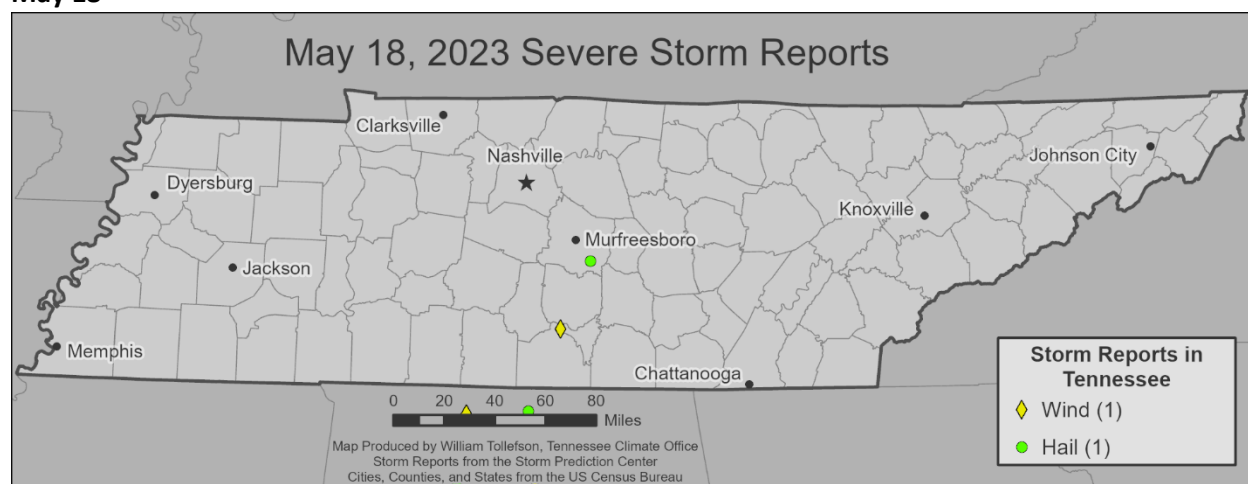 May 18
May 18, 2023 Severe Storm Reports
Clarksville
Nashville
Johnson City
Dyersburg
Knoxville
Murfreesboro
Jackson
Memphis
Chattanooga
Storm Reports in
Tennessee
Wind (1)
Hail (1)
0 20 40 60 80
Miles
Map Produced by William Tollefson, Tennessee Climate Office
Storm Reports from the Storm Prediction Center
Cities, Counties, and States from the US Census Bureau